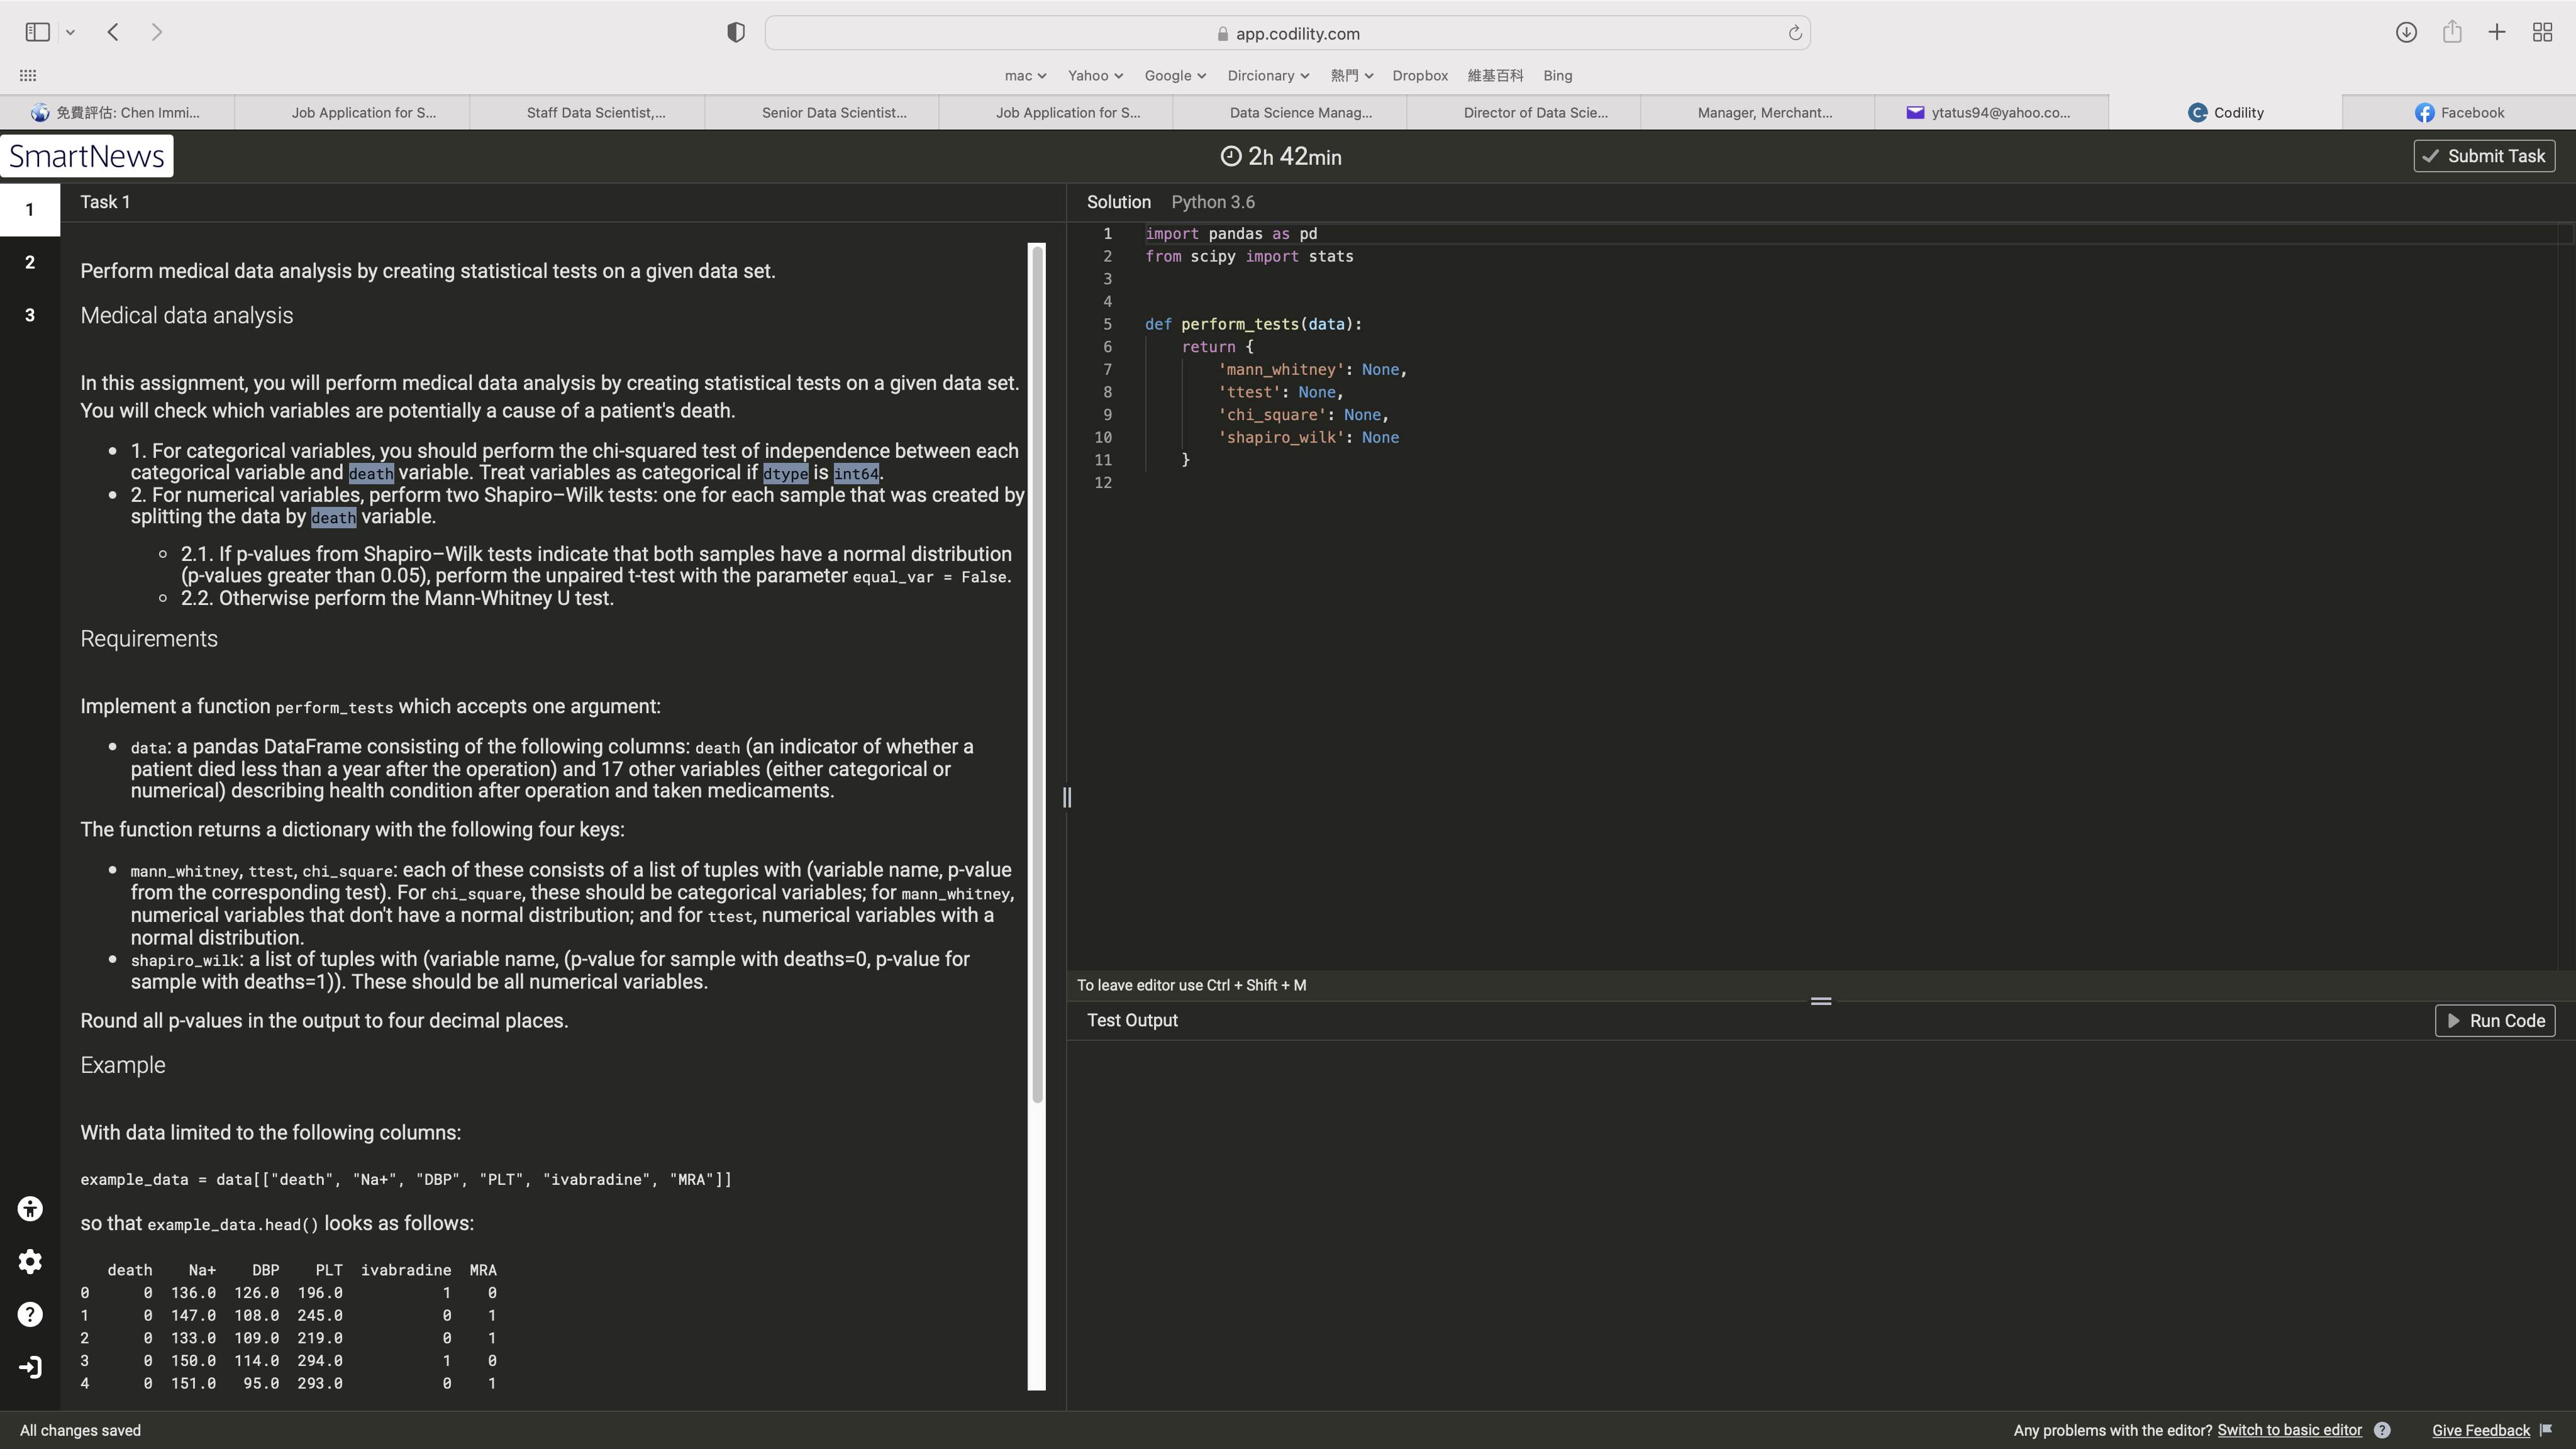 app.codility.com
mac
Yahoo
Google
Dircionary
熱門
Dropbox
維基百科
Bing
免費評估: Chen Immi...
Job Application for S...
Staff Data Scientist,...
Senior Data Scientist...
Job Application for S...
Data Science Manag...
Director of Data Scie...
Manager, Merchant...
ytatus94@yahoo.co...
Codility
Facebook
SmartNews
2h 42min
Submit Task
1
2
3
Task 1
Perform medical data analysis by creating statistical tests on a given data set.
Medical data analysis
In this assignment, you will perform medical data analysis by creating statistical tests on a given data set.
You will check which variables are potentially a cause of a patient's death.
• 1. For categorical variables, you should perform the chi-squared test of independence between each
categorical variable and death variable. Treat variables as categorical if dtype is int64.
• 2. For numerical variables, perform two Shapiro–Wilk tests: one for each sample that was created by
splitting the data by death variable.
◦ 2.1. If p-values from Shapiro–Wilk tests indicate that both samples have a normal distribution
(p-values greater than 0.05), perform the unpaired t-test with the parameter equal_var = False.
◦ 2.2. Otherwise perform the Mann-Whitney U test.
Requirements
Implement a function perform_tests which accepts one argument:
• data: a pandas DataFrame consisting of the following columns: death (an indicator of whether a
patient died less than a year after the operation) and 17 other variables (either categorical or
numerical) describing health condition after operation and taken medicaments.
The function returns a dictionary with the following four keys:
• mann_whitney, ttest, chi_square: each of these consists of a list of tuples with (variable name, p-value
from the corresponding test). For chi_square, these should be categorical variables; for mann_whitney,
numerical variables that don't have a normal distribution; and for ttest, numerical variables with a
normal distribution.
• shapiro_wilk: a list of tuples with (variable name, (p-value for sample with deaths=0, p-value for
sample with deaths=1)). These should be all numerical variables.
Round all p-values in the output to four decimal places.
Example
With data limited to the following columns:
example_data = data[["death", "Na+", "DBP", "PLT", "ivabradine", "MRA"]]
so that example_data.head() looks as follows:
death Na+ DBP PLT ivabradine MRA
0 0 136.0 126.0 196.0 1 0
1 0 147.0 108.0 245.0 0 1
2 0 133.0 109.0 219.0 0 1
3 0 150.0 114.0 294.0 1 0
4 0 151.0 95.0 293.0 0 1
All changes saved
Solution Python 3.6
1 import pandas as pd
2 from scipy import stats
3
4
5 def perform_tests(data):
6 return {
7 'mann_whitney': None,
8 'ttest': None,
9 'chi_square': None,
10 'shapiro_wilk': None
11 }
12
To leave editor use Ctrl + Shift + M
Test Output
Run Code
Any problems with the editor? Switch to basic editor ?
Give Feedback